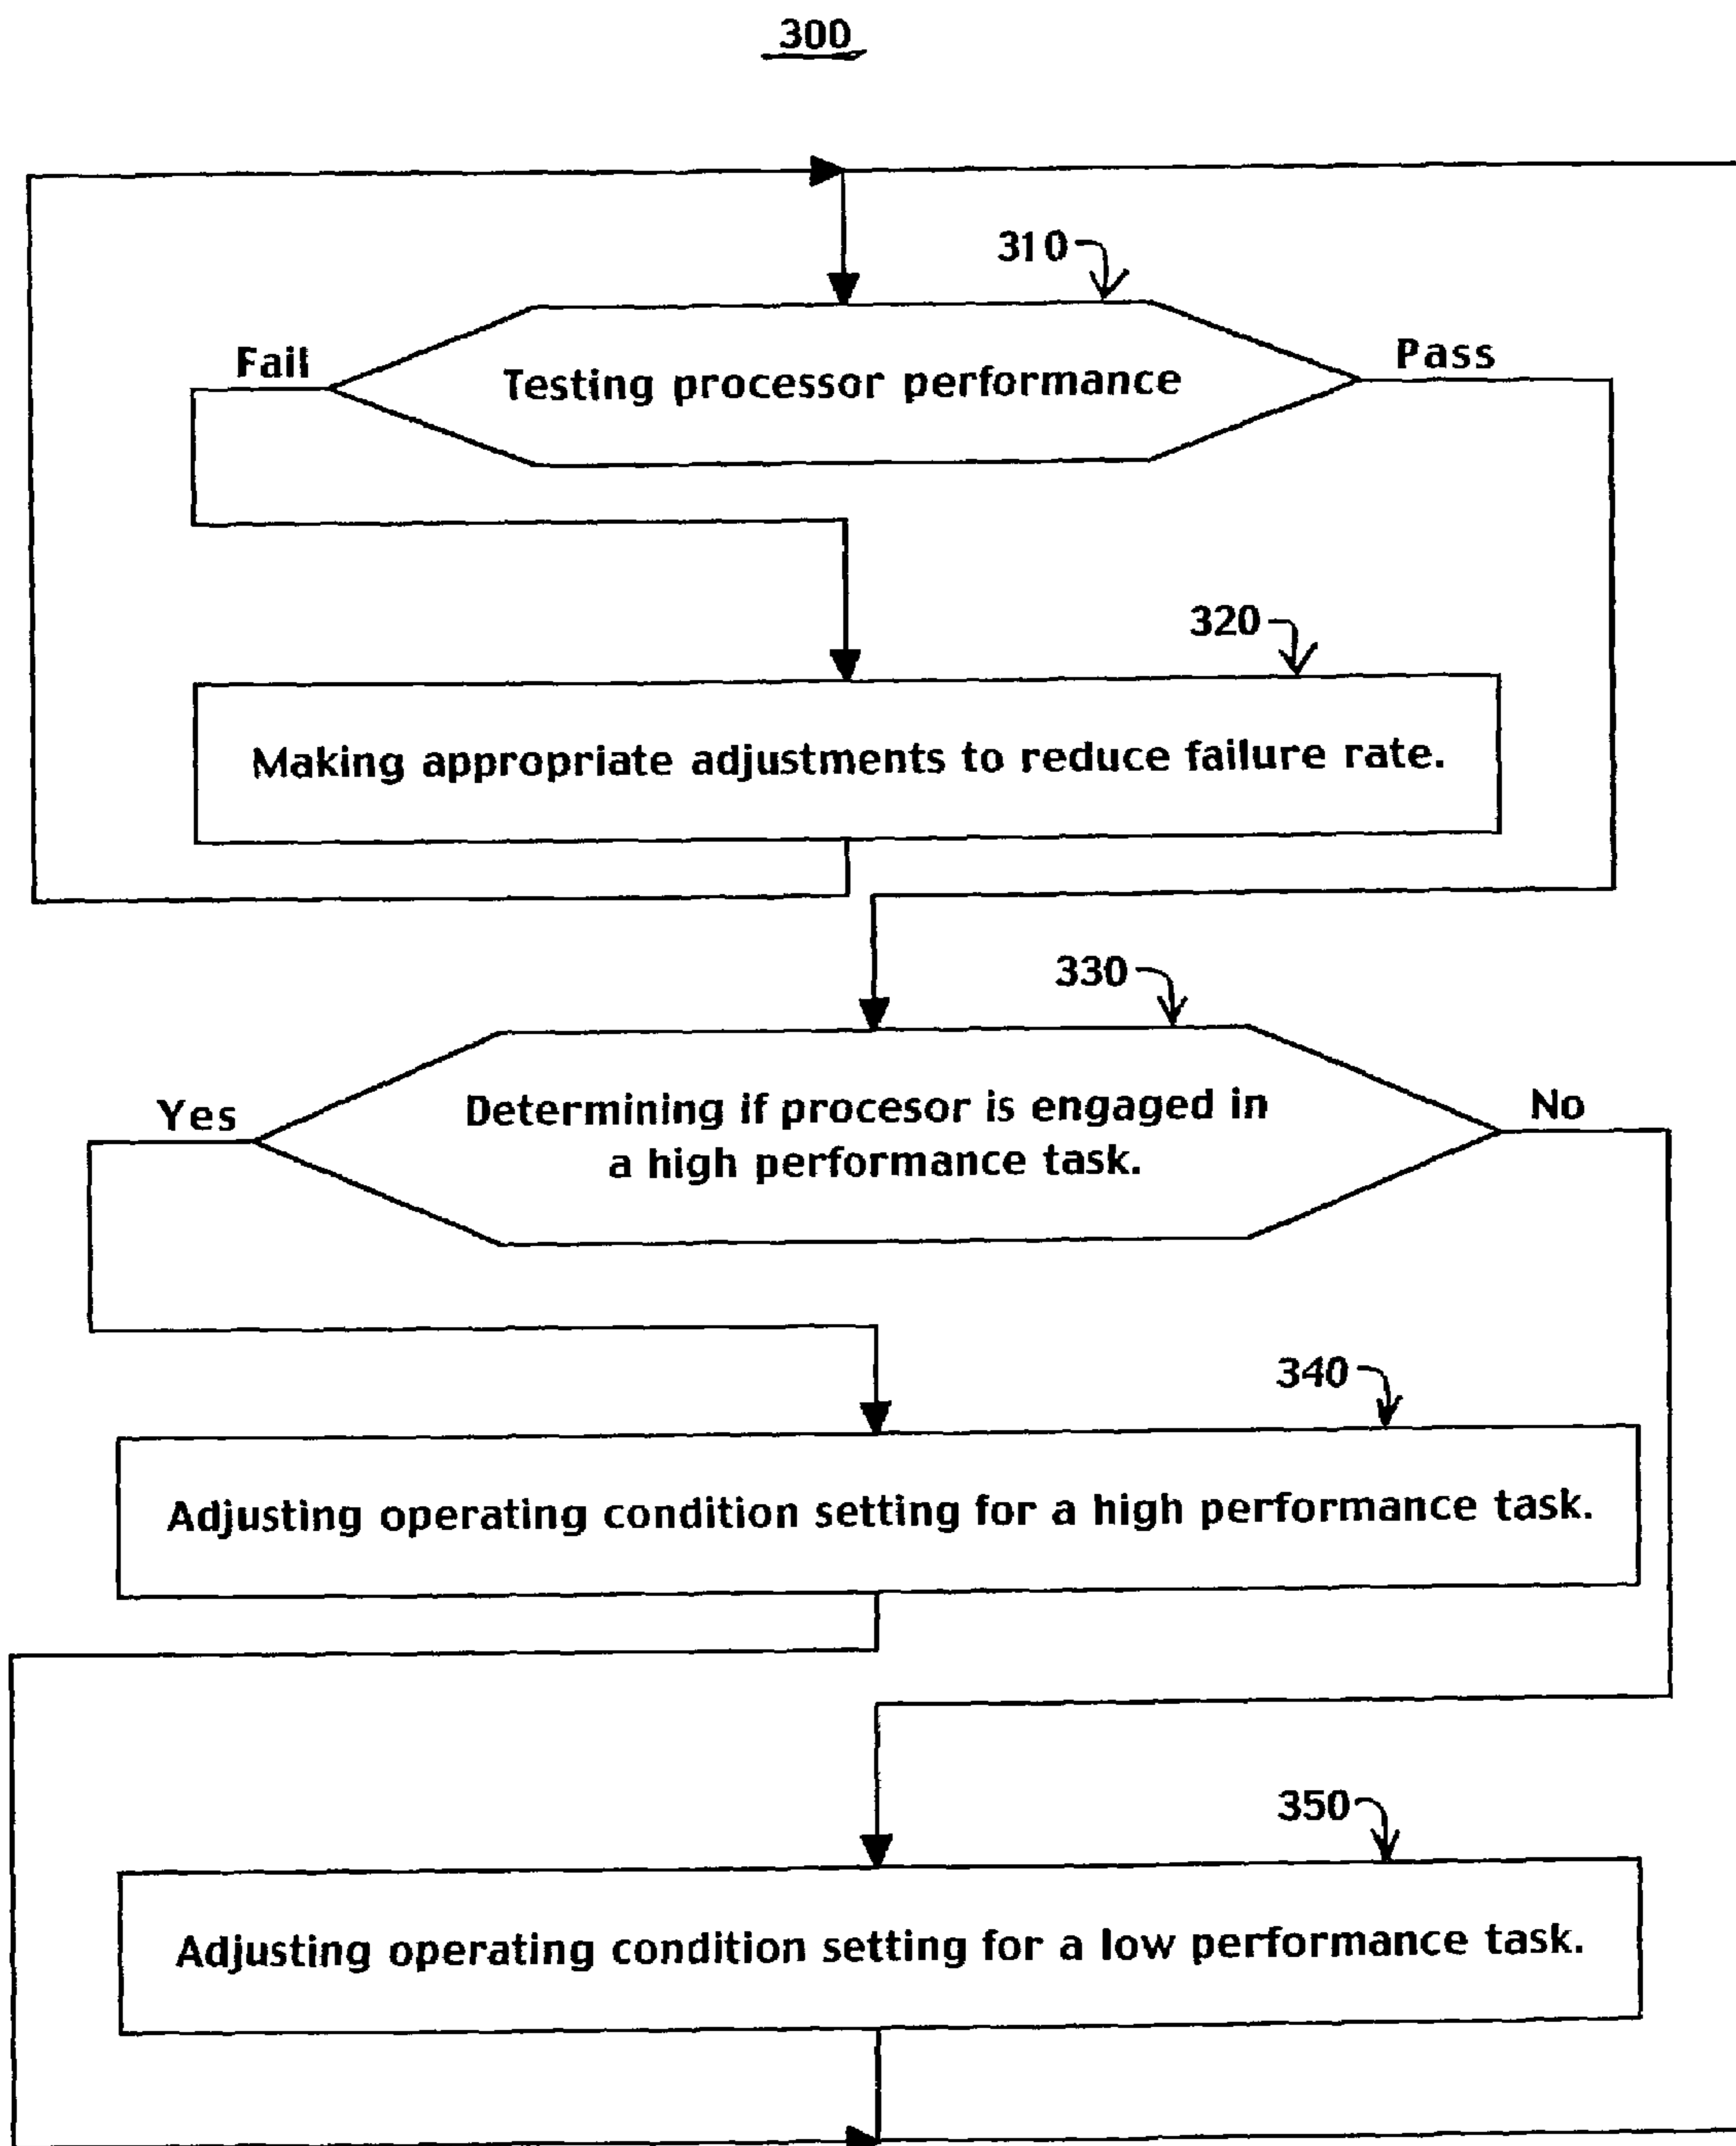 300
310
Fail
Pass
Testing processor performance
320
Making appropriate adjustments to reduce failure rate.
330
Yes
No
Determining if procesor is engaged in
a high performance task.
340
Adjusting operating condition setting for a high performance task.
350
Adjusting operating condition setting for a low performance task.